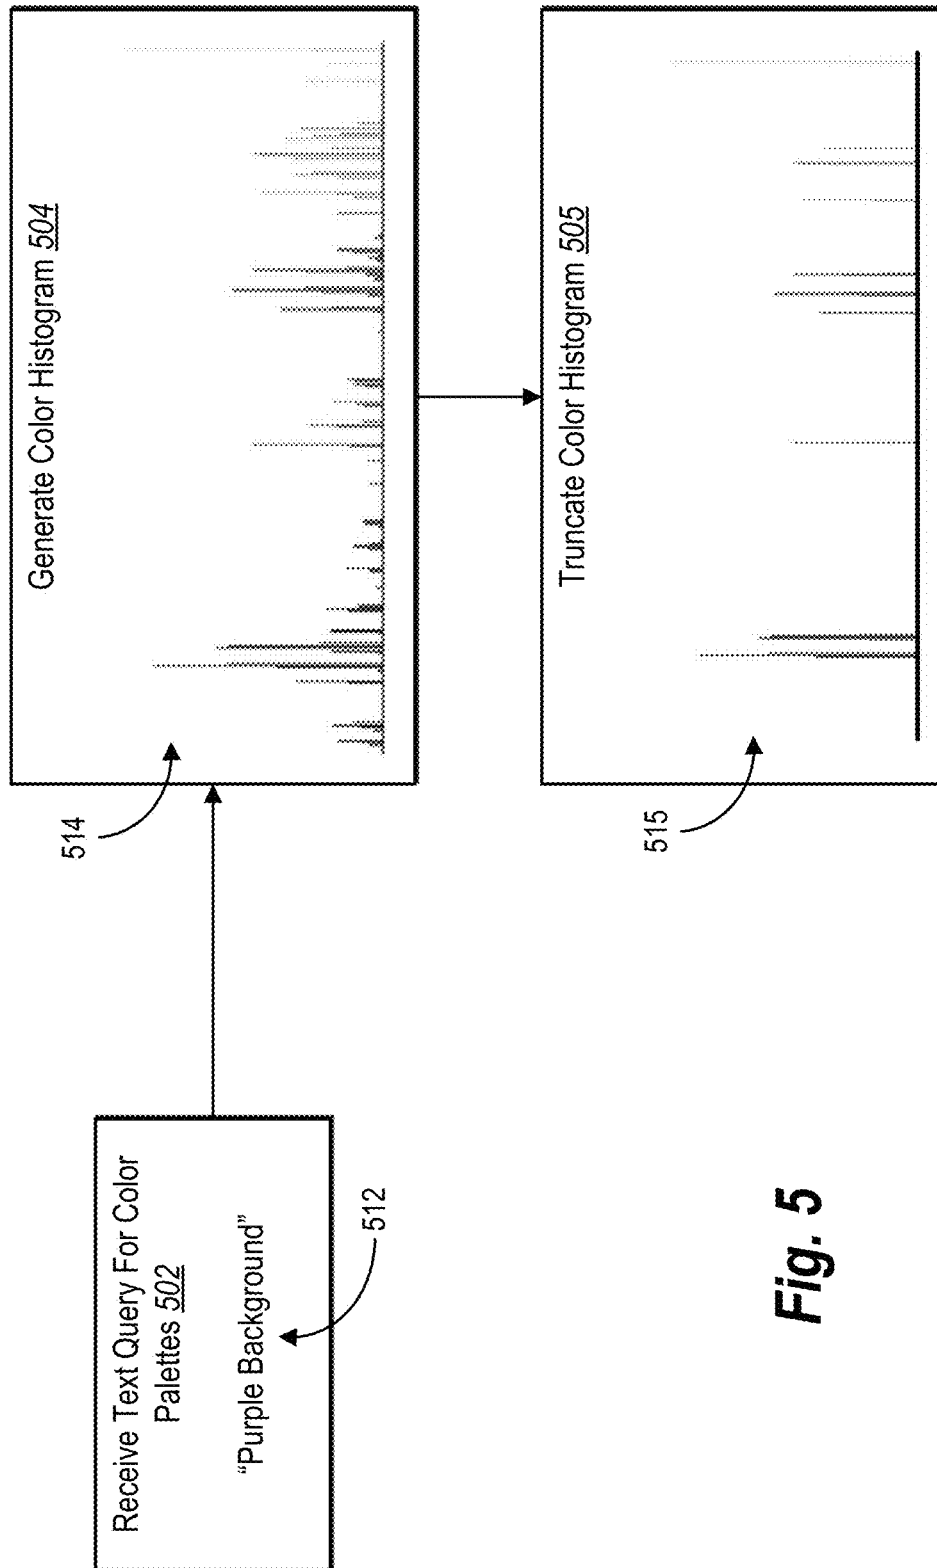 Receive Text Query For Color
Palettes 502
"Purple Background"
512
Generate Color Histogram 504
514
Truncate Color Histogram 505
515
Fig. 5